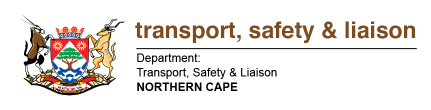 transport, safety & liaison
Department:
Transport, Safety & Liaison
NORTHERN CAPE